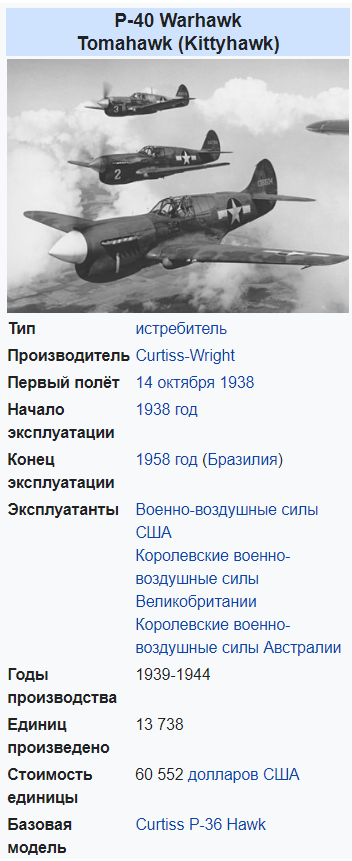 P-40 Warhawk
Tomahawk (Kittyhawk)
3
2
Тип истребитель
Производитель Curtiss-Wright
Первый полёт 14 октября 1938
Начало эксплуатации 1938 год
Конец эксплуатации 1958 год (Бразилия)
Эксплуатанты Военно-воздушные силы
США
Королевские военно-
воздушные силы
Великобритании
Королевские военно-
воздушные силы Австралии
Годы производства 1939-1944
Единиц произведено 13 738
Стоимость единицы 60 552 долларов США
Базовая модель Curtiss P-36 Hawk